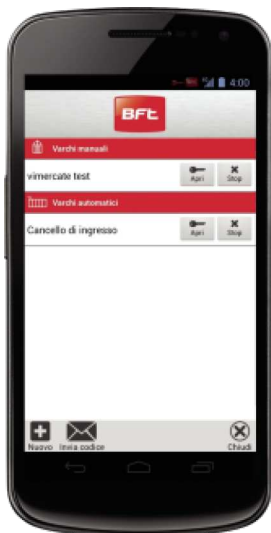 4:00
BFt
Varchi manuali
vimercate test
Apri
Stop
Varchi automatici
Cancello di ingresso
Apri
Stop
Nuovo
Invia codice
Chiudi